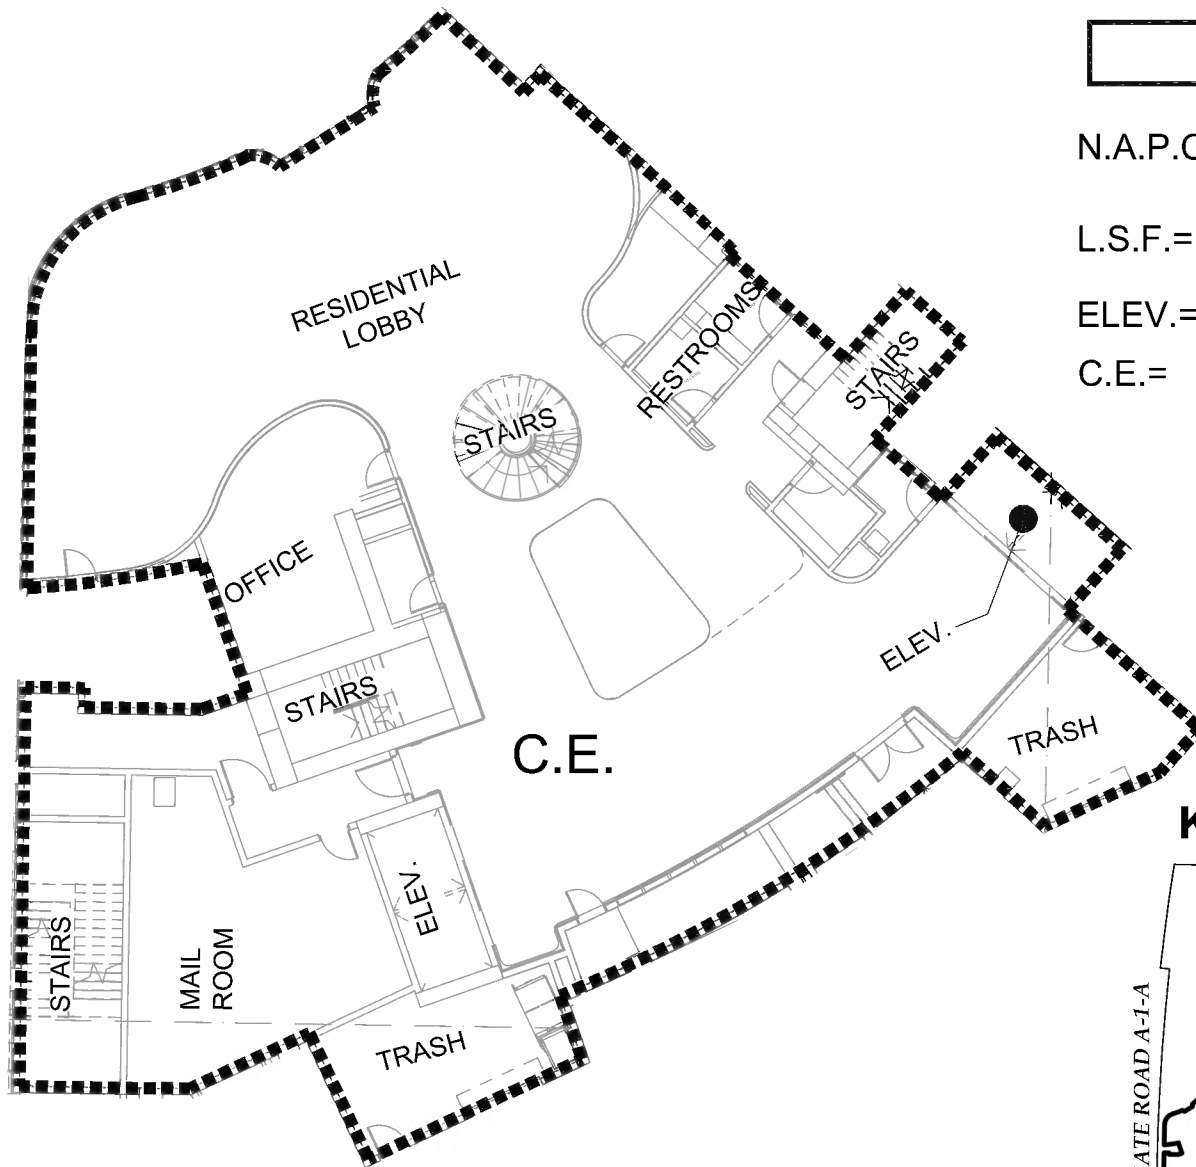 N.A.P.
L.S.F.=
ELEV.=
C.E.=
RESIDENTIAL
LOBBY
RESTROOMS
STAIRS
STAIRS
OFFICE
STAIRS
ELEV.
C.E.
TRASH
ELEV.
STAIRS
MAIL
ROOM
TRASH
K
ATE ROAD A-1-A